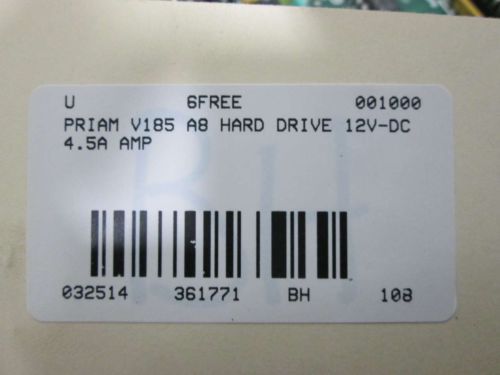 U 6FREE 001000
PRIAM V185 A8 HARD DRIVE 12V-DC
4.5A AMP
032514 361771 BH 108